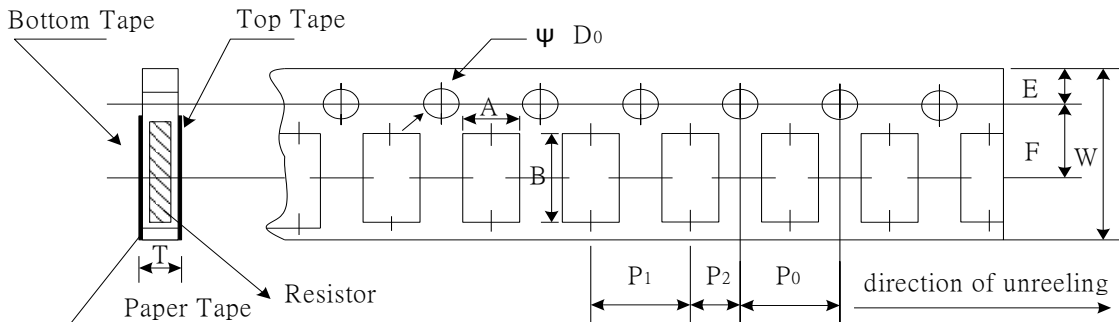 Bottom Tape
Top Tape
Ψ D0
E
A
F
W
B
T
P1
P2
P0
direction of unreeling
Resistor
Paper Tape